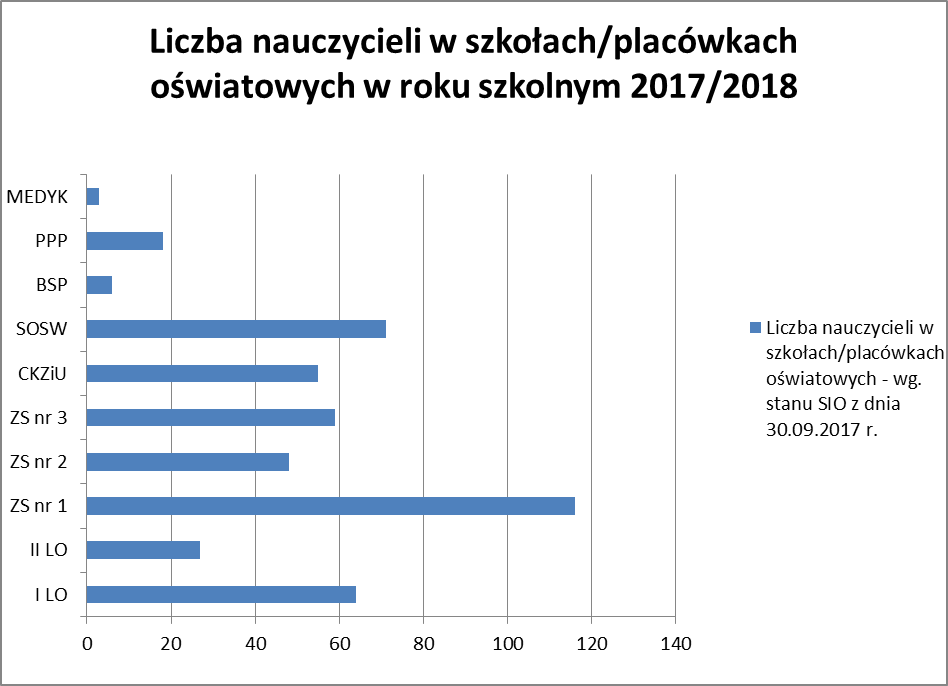 Liczba nauczycieli w szkołach/placówkach
oświatowych w roku szkolnym 2017/2018
MEDYK
PPP
BSP
SOSW
CKZiU
ZS nr 3
ZS nr 2
ZS nr 1
II LO
I LO
0 20 40 60 80 100 120 140
Liczba nauczycieli w
szkołach/placówkach
oświatowych - wg.
stanu SIO z dnia
30.09.2017 r.